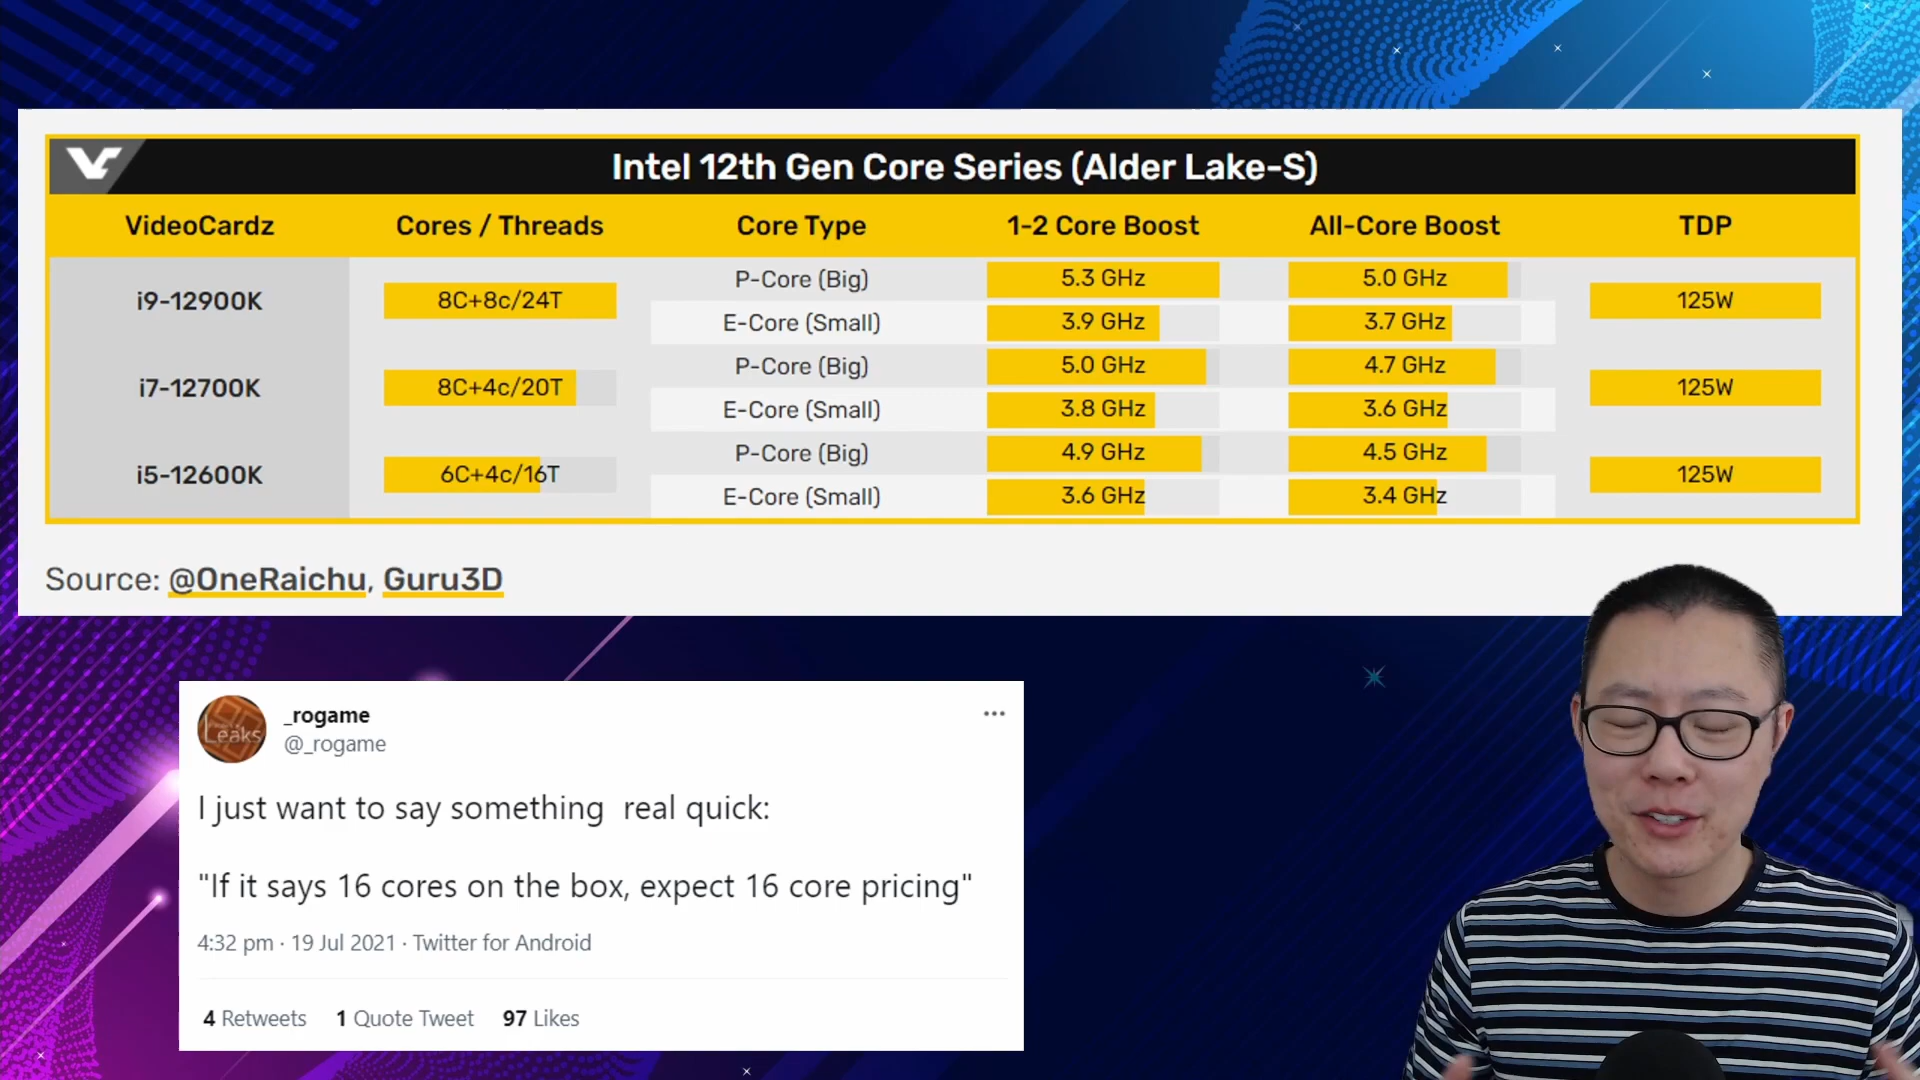 Intel 12th Gen Core Series (Alder Lake-S)
VideoCardz Cores / Threads Core Type 1-2 Core Boost All-Core Boost TDP
i9-12900K 8C+8c/24T P-Core (Big) 5.3 GHz 5.0 GHz 125W
E-Core (Small) 3.9 GHz 3.7 GHz
i7-12700K 8C+4c/20T P-Core (Big) 5.0 GHz 4.7 GHz 125W
E-Core (Small) 3.8 GHz 3.6 GHz
i5-12600K 6C+4c/16T P-Core (Big) 4.9 GHz 4.5 GHz 125W
E-Core (Small) 3.6 GHz 3.4 GHz
Source: @OneRaichu, Guru3D
Leaks
_rogame
@_rogame
I just want to say something  real quick:
"If it says 16 cores on the box, expect 16 core pricing"
4:32 pm · 19 Jul 2021 · Twitter for Android
4 Retweets 1 Quote Tweet 97 Likes